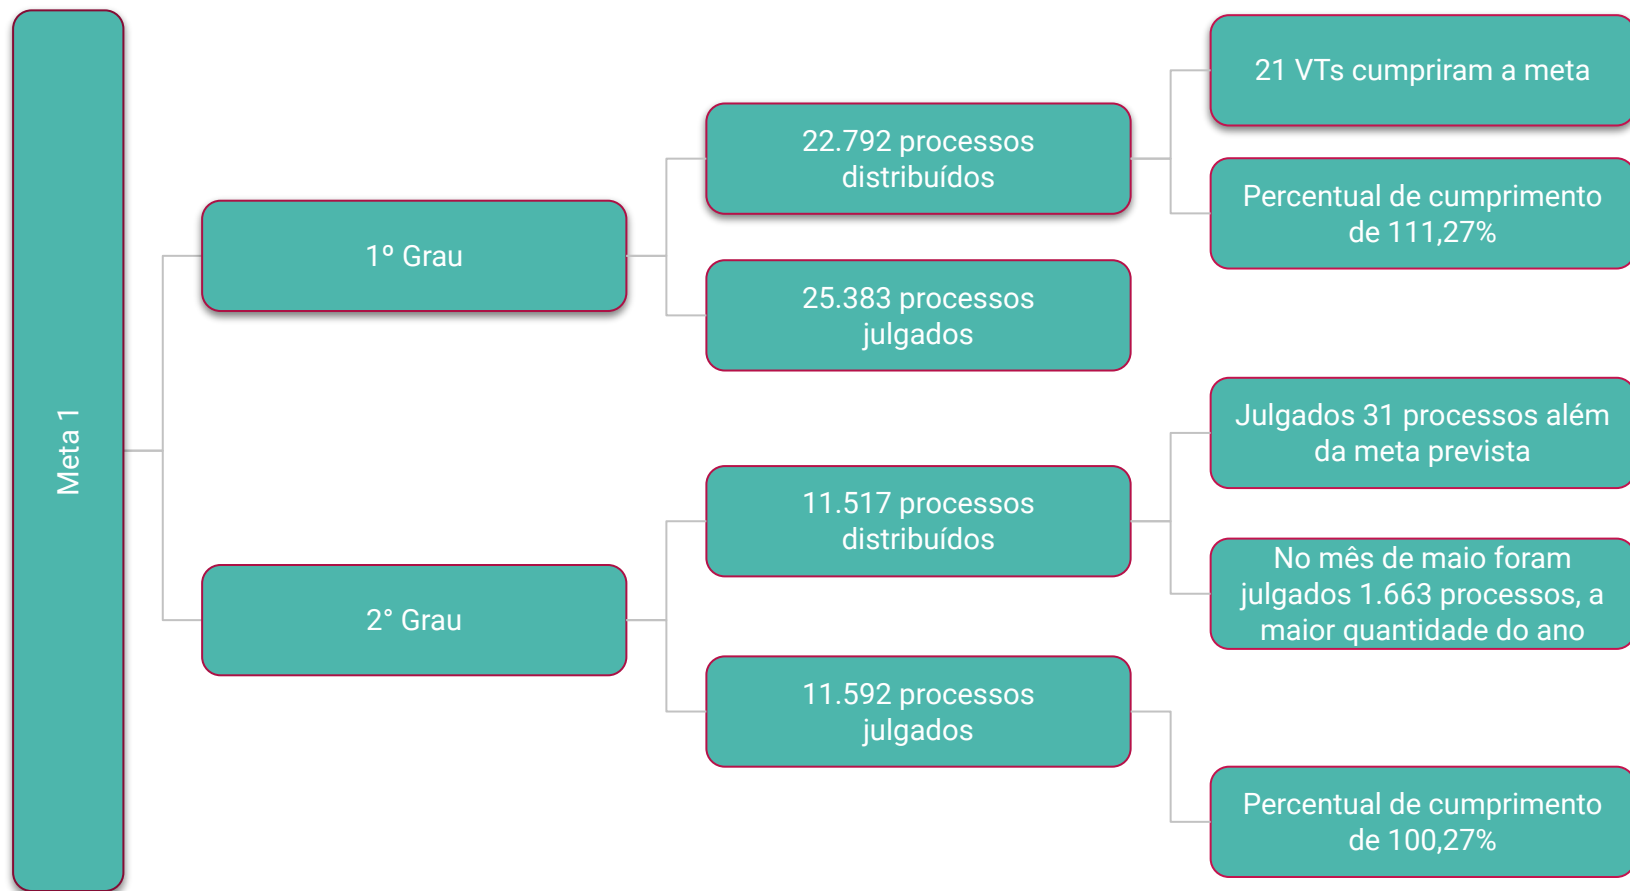 Meta 1
1º Grau
22.792 processos
distribuídos
21 VTs cumpriram a meta
Percentual de cumprimento
de 111,27%
25.383 processos
julgados
2° Grau
11.517 processos
distribuídos
Julgados 31 processos além
da meta prevista
No mês de maio foram
julgados 1.663 processos, a
maior quantidade do ano
11.592 processos
julgados
Percentual de cumprimento
de 100,27%